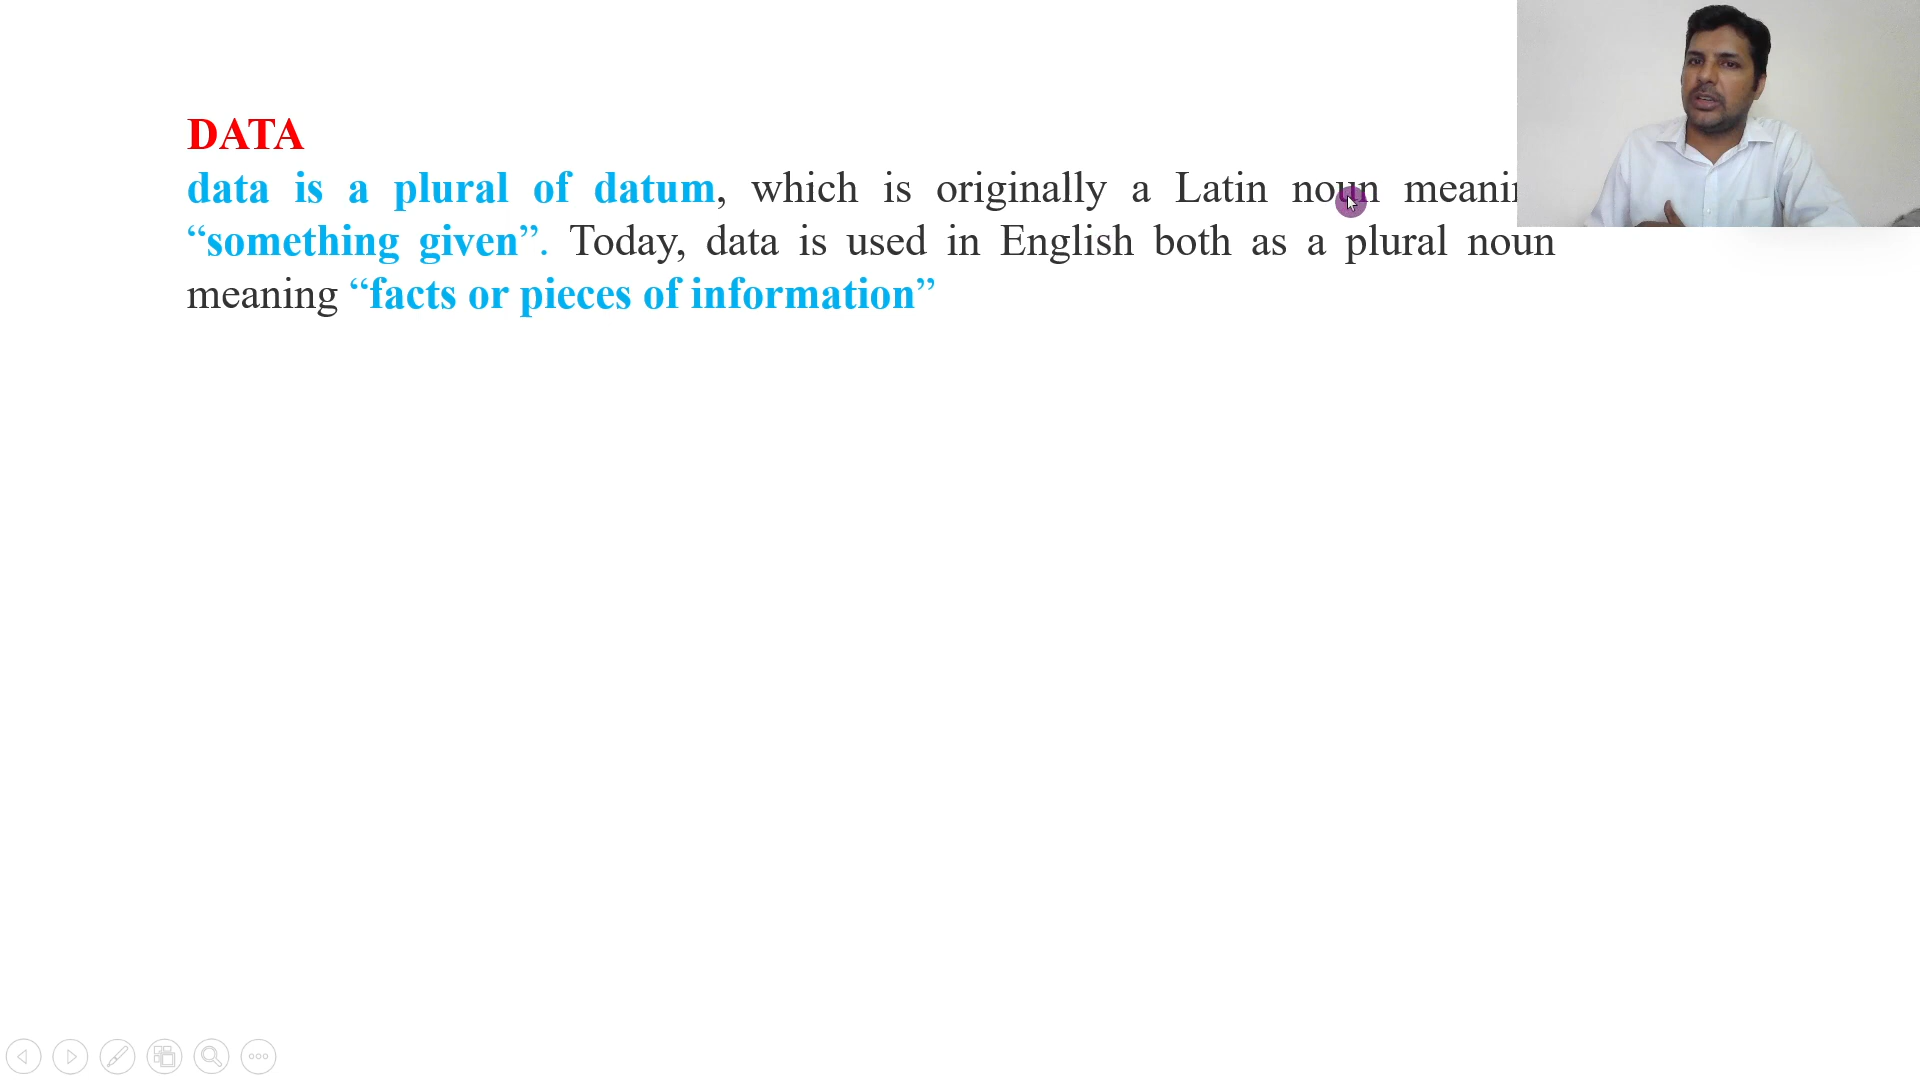 DATA
data is a plural of datum, which is originally a Latin noun
“something given”. Today, data is used in English both as a plural noun
meaning “facts or pieces of information”